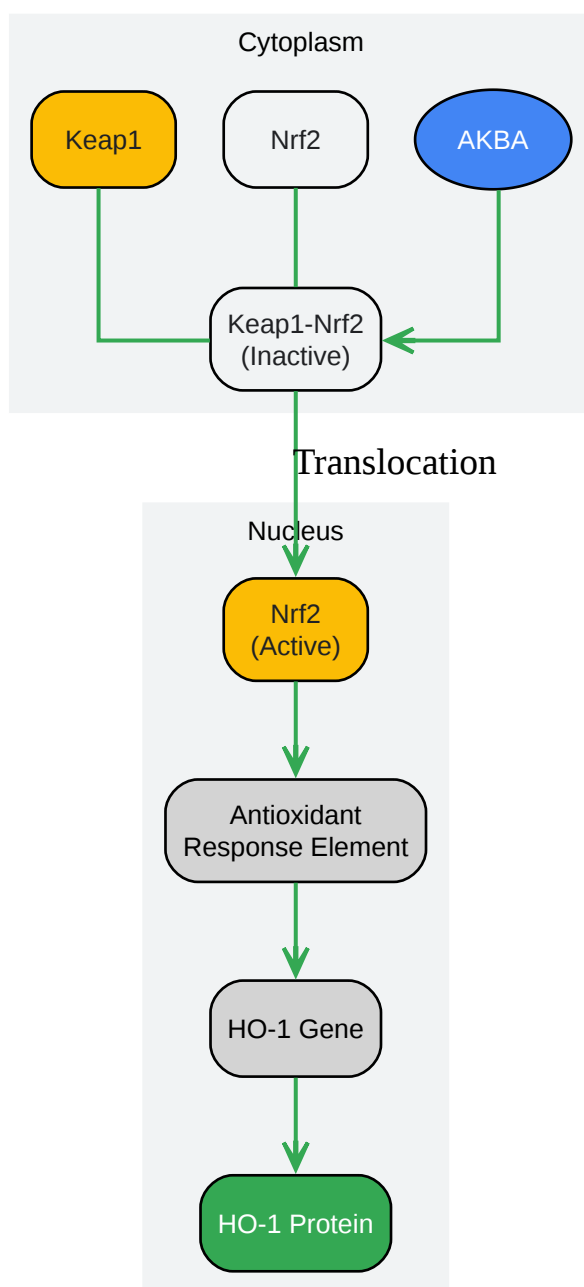 Cytoplasm
Keap1
Nrf2
AKBA
Keap1-Nrf2
(Inactive)
Translocation
Nucleus
Nrf2
(Active)
Antioxidant
Response Element
HO-1 Gene
HO-1 Protein